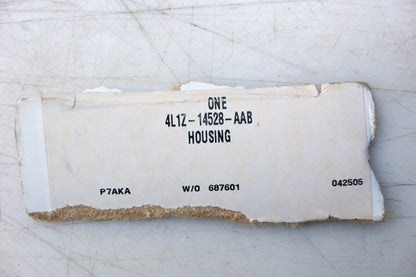 ONE
4L1Z-14528-AAB
HOUSING
P7AKA W/O 687601 042505